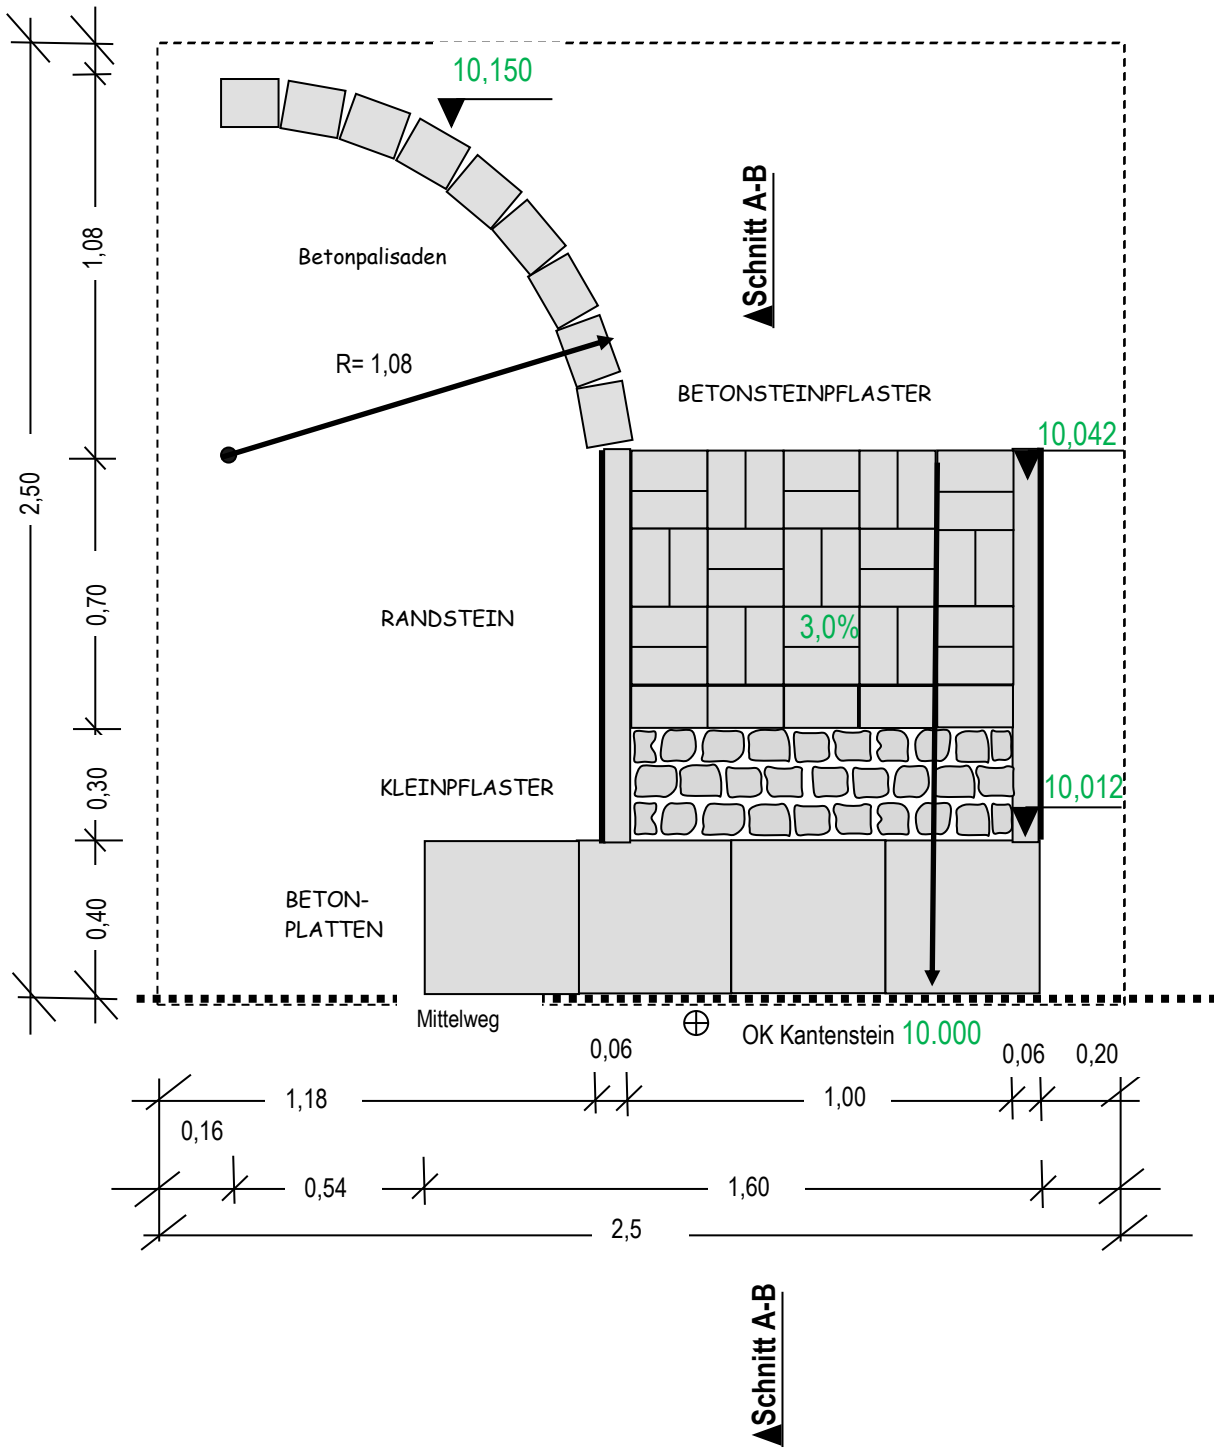 10,150
Schnitt A-B
1,08
Betonpalisaden
R= 1,08
BETONSTEINPFLASTER
10,042
2,50
0,70
RANDSTEIN
3,0%
0,30
KLEINPFLASTER
10,012
0,40
BETON-
PLATTEN
Mittelweg
OK Kantenstein 10.000
0,06
0,06
0,20
1,18
1,00
0,16
0,54
1,60
2,5
Schnitt A-B